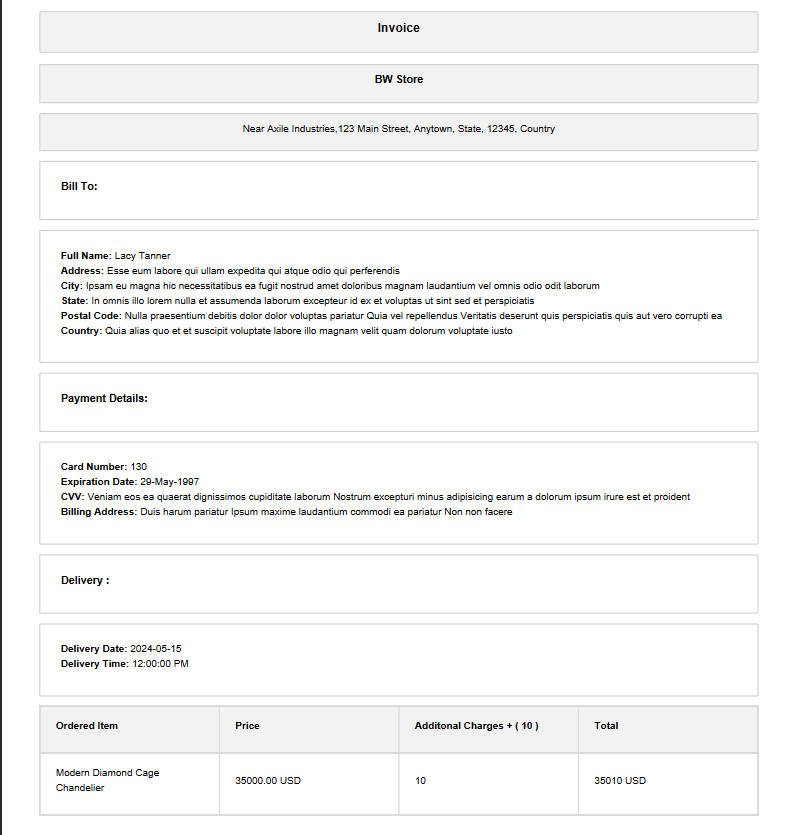 Invoice
BW Store
Near Axile Industries,123 Main Street, Anytown, State, 12345, Country
Bill To:
Full Name: Lacy Tanner
Address: Esse eum labore qui ullam expedita qui atque odio qui perferendis
City: Ipsam eu magna hic necessitatibus ea fugit nostrud amet doloribus magnam laudantium vel omnis odio odit laborum
State: In omnis illo lorem nulla et assumenda laborum excepteur id ex et voluptas ut sint sed et perspiciatis
Postal Code: Nulla praesentium debitis dolor dolor voluptas pariatur Quia vel repellendus Veritatis deserunt quis perspiciatis quis aut vero corrupti ea
Country: Quia alias quo et et suscipit voluptate labore illo magnam velit quam dolorum voluptate iusto
Payment Details:
Card Number: 130
Expiration Date: 29-May-1997
CVV: Veniam eos ea quaerat dignissimos cupiditate laborum Nostrum excepturi minus adipisicing earum a dolorum ipsum irure est et proident
Billing Address: Duis harum pariatur Ipsum maxime laudantium commodi ea pariatur Non non facere
Delivery :
Delivery Date: 2024-05-15
Delivery Time: 12:00:00 PM
Ordered Item Price Additonal Charges + ( 10 ) Total
Modern Diamond Cage
Chandelier
35000.00 USD 10 35010 USD